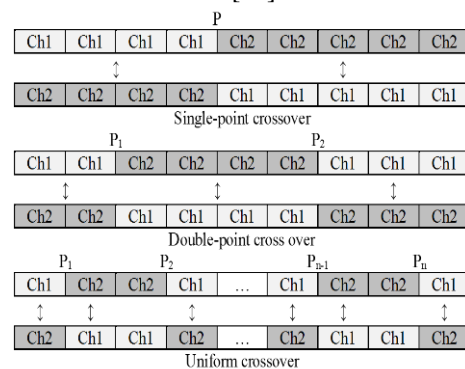 P
Ch1 Ch1 Ch1 Ch1 Ch2 Ch2 Ch2 Ch2 Ch2
Ch2 Ch2 Ch2 Ch2 Ch1 Ch1 Ch1 Ch1 Ch1
Single-point crossover
P1 P2
Ch1 Ch1 Ch2 Ch2 Ch2 Ch2 Ch1 Ch1 Ch1
Ch2 Ch2 Ch1 Ch1 Ch1 Ch1 Ch2 Ch2 Ch2
Double-point cross over
P1 P2 Pn-1 Pn
Ch1 Ch2 Ch2 Ch1 ... Ch1 Ch2 Ch2 Ch1
Ch2 Ch1 Ch1 Ch2 ... Ch2 Ch1 Ch1 Ch2
Uniform crossover